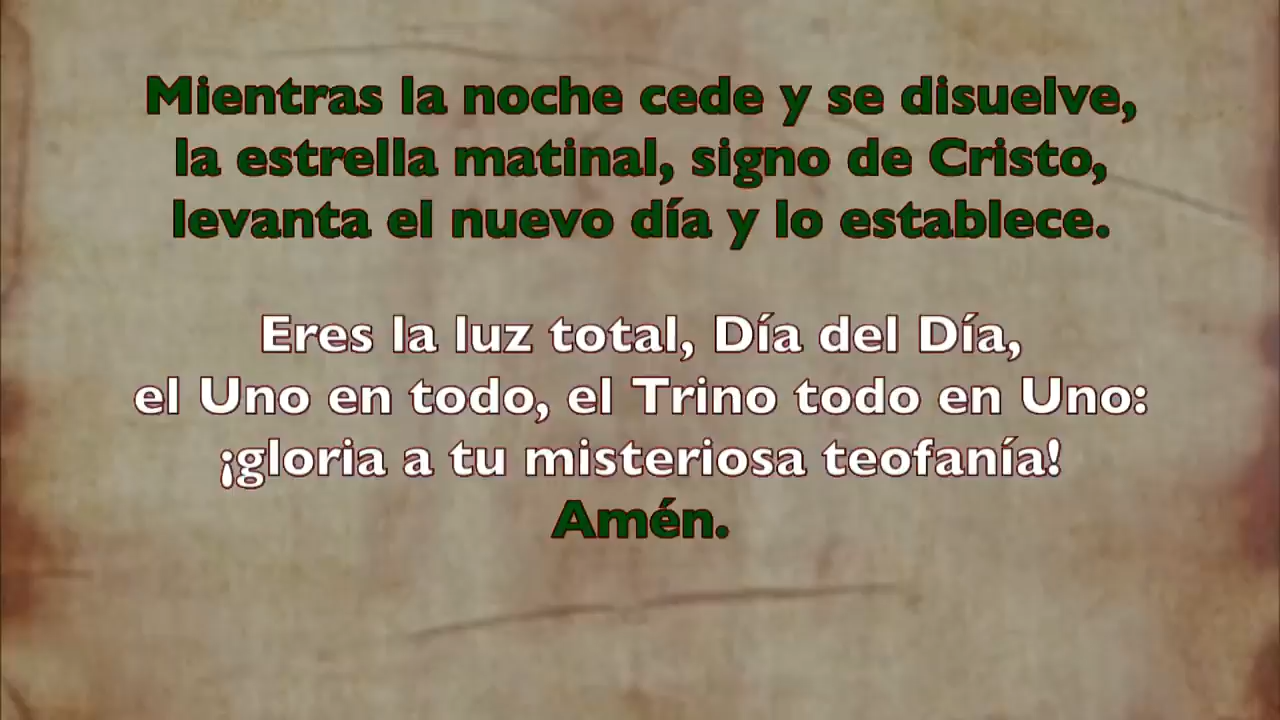 Mientras la noche cede y se disuelve,
la estrella matinal, signo de Cristo,
levanta el nuevo día y lo establece.
Eres la luz total, Día del Día,
el Uno en todo, el Trino todo en Uno:
¡gloria a tu misteriosa teofanía!
Amén.